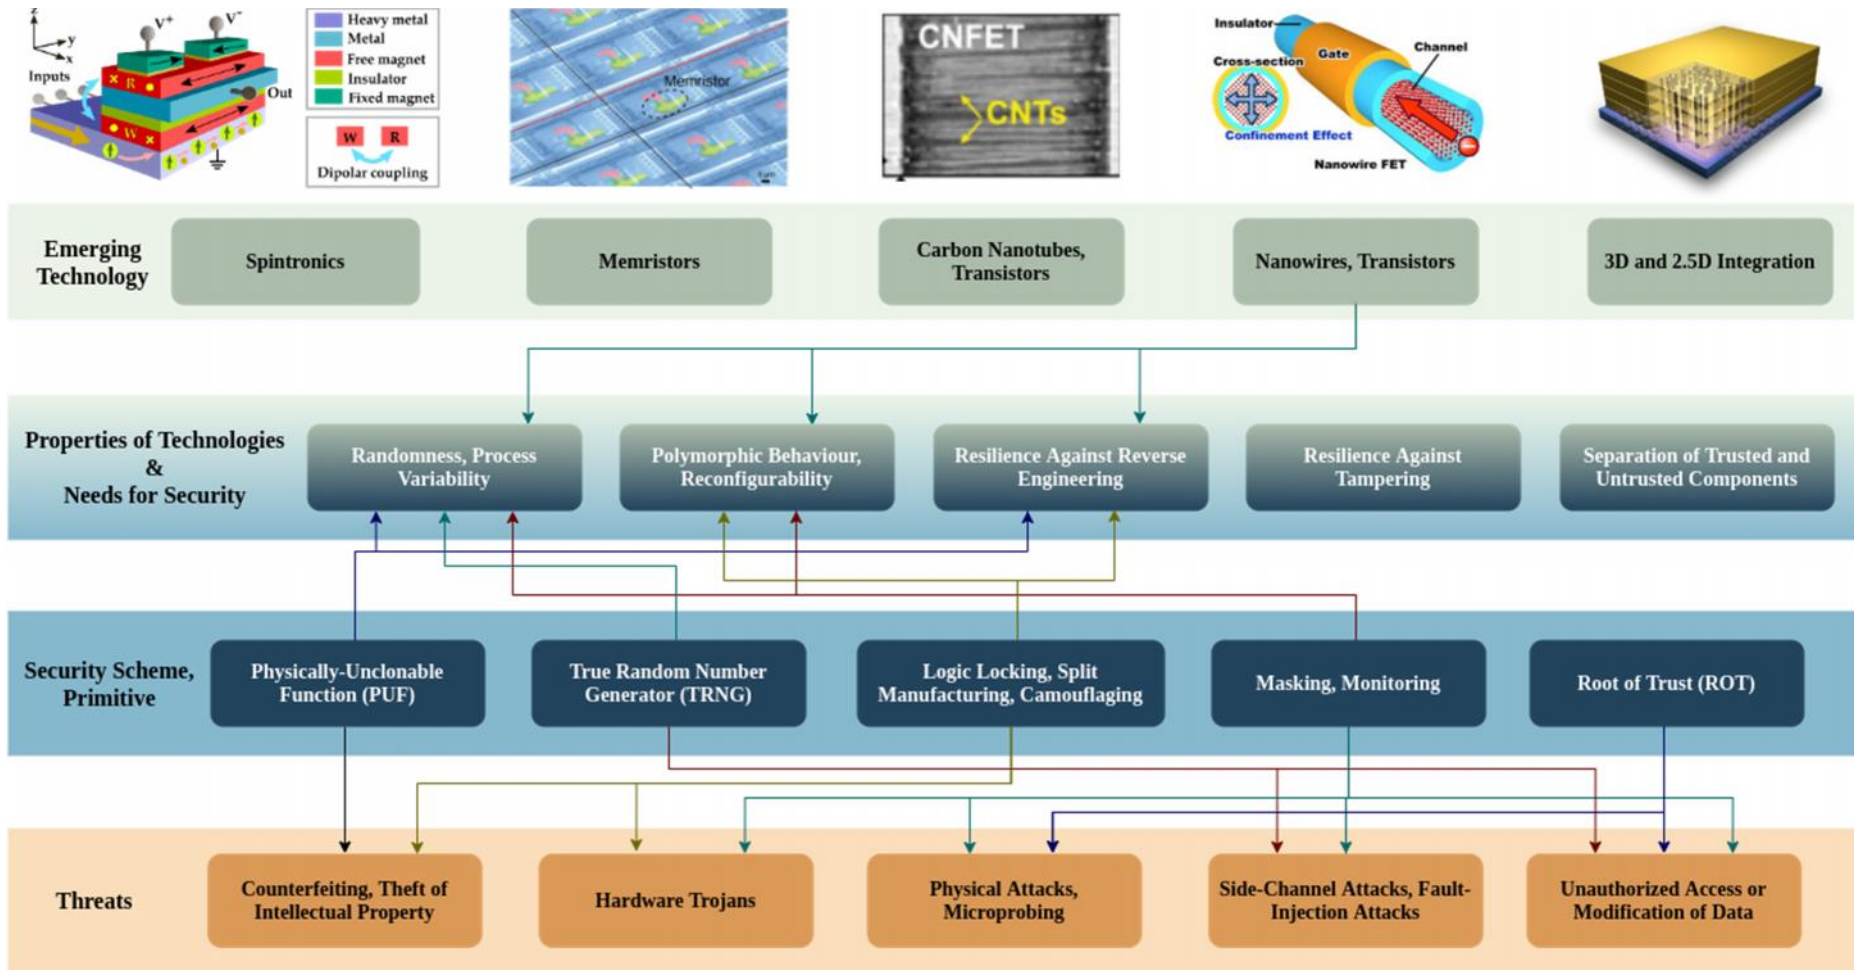 z
y
x
V+
V-
Inputs
R
W
Out
Heavy metal
Metal
Free magnet
Insulator
Fixed magnet
W
R
Dipolar coupling
Memristor
CNFET
CNTs
Insulator
Gate
Channel
Cross-section
Confinement Effect
Nanowire FET
Emerging
Technology
Spintronics
Memristors
Carbon Nanotubes,
Transistors
Nanowires, Transistors
3D and 2.5D Integration
Properties of Technologies
&
Needs for Security
Randomness, Process
Variability
Polymorphic Behaviour,
Reconfigurability
Resilience Against Reverse
Engineering
Resilience Against
Tampering
Separation of Trusted and
Untrusted Components
Security Scheme,
Primitive
Physically-Unclonable
Function (PUF)
True Random Number
Generator (TRNG)
Logic Locking, Split
Manufacturing, Camouflaging
Masking, Monitoring
Root of Trust (ROT)
Threats
Counterfeiting, Theft of
Intellectual Property
Hardware Trojans
Physical Attacks,
Microprobing
Side-Channel Attacks, Fault-
Injection Attacks
Unauthorized Access or
Modification of Data